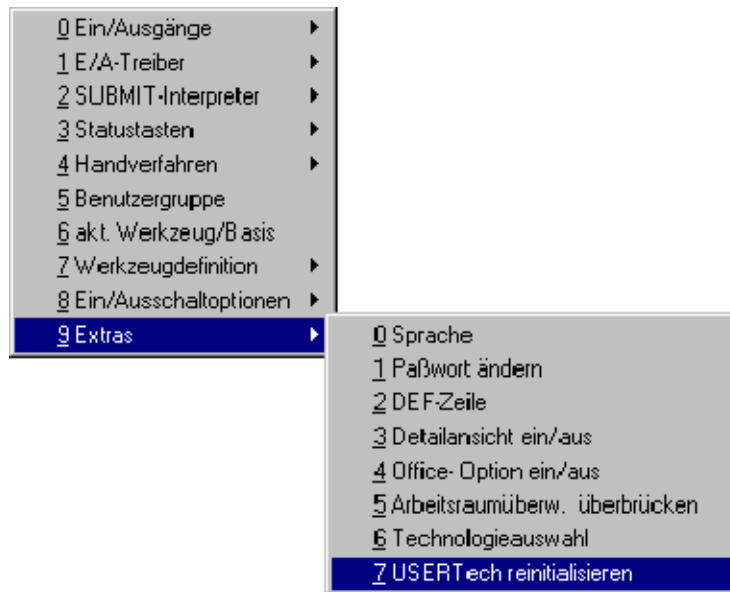 0 Ein/Ausgänge
1 E/A-Treiber
2 SUBMIT-Interpreter
3 Statustasten
4 Handverfahren
5 Benutzergruppe
6 akt. Werkzeug/Basis
7 Werkzeugdefinition
8 Ein/Ausschaltoptionen
9 Extras
0 Sprache
1 Paßwort ändern
2 DEF-Zeile
3 Detailansicht ein/aus
4 Office- Option ein/aus
5 Arbeitsraumüberw. überbrücken
6 Technologieauswahl
7 USERTech reinitialisieren